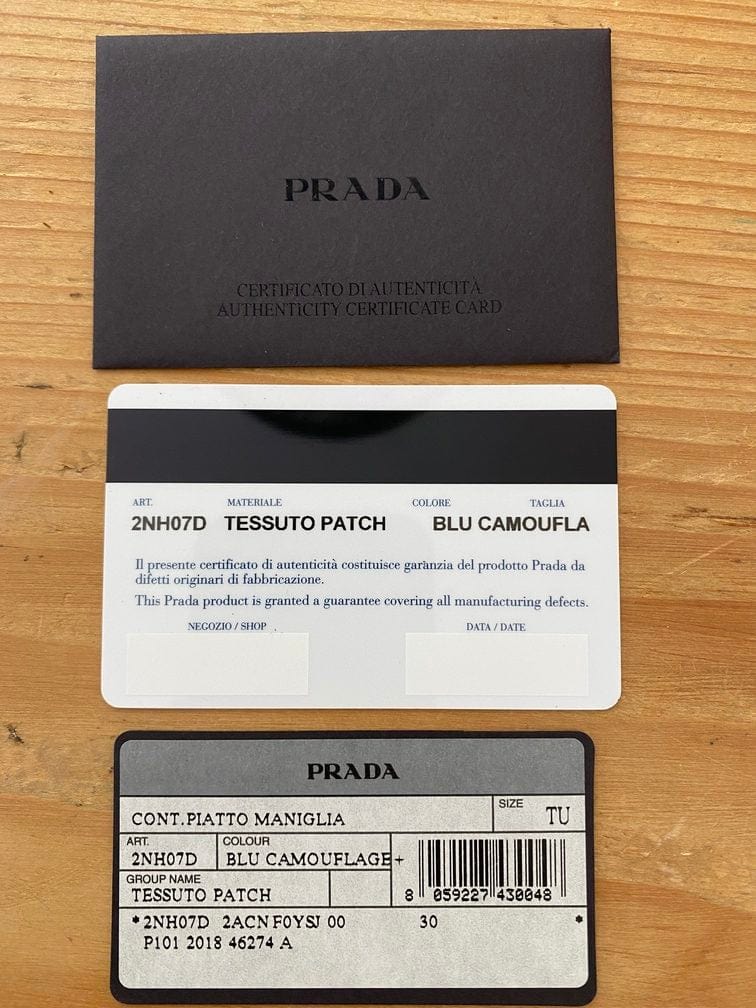 PRADA
CERTIFICATO DI AUTENTICITÀ
AUTHENTICITY CERTIFICATE CARD
ART. MATERIALE COLORE TAGLIA
2NH07D TESSUTO PATCH BLU CAMOUFLA
Il presente certificato di autenticità costituisce garanzia del prodotto Prada da
difetti originari di fabbricazione.
This Prada product is granted a guarantee covering all manufacturing defects.
NEGOZIO / SHOP DATA / DATE
PRADA
CONT.PIATTO MANIGLIA SIZE TU
ART. COLOUR
2NH07D BLU CAMOUFLAGE+
GROUP NAME
TESSUTO PATCH
8 059227 430048
*2NH07D 2ACN F0YSJ 00 30 *
P101 2018 46274 A